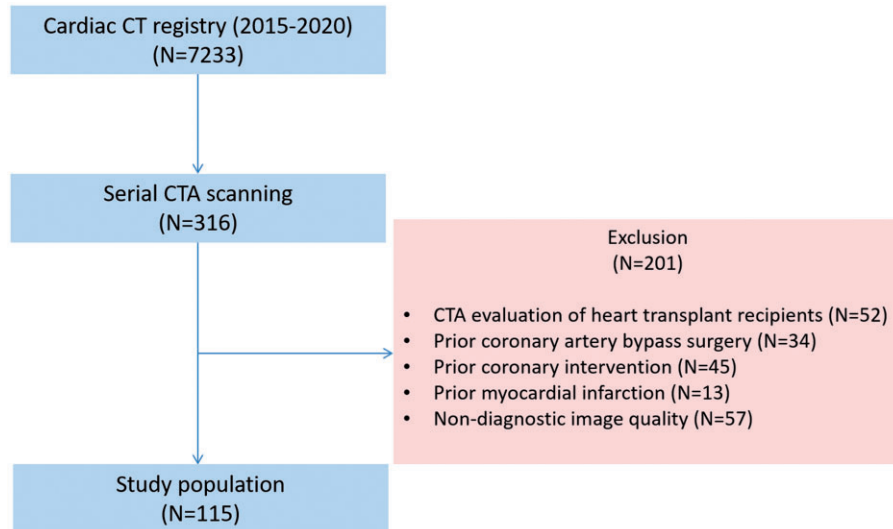 Cardiac CT registry (2015-2020)
(N=7233)
Serial CTA scanning
(N=316)
Exclusion
(N=201)
• CTA evaluation of heart transplant recipients (N=52)
• Prior coronary artery bypass surgery (N=34)
• Prior coronary intervention (N=45)
• Prior myocardial infarction (N=13)
• Non-diagnostic image quality (N=57)
Study population
(N=115)